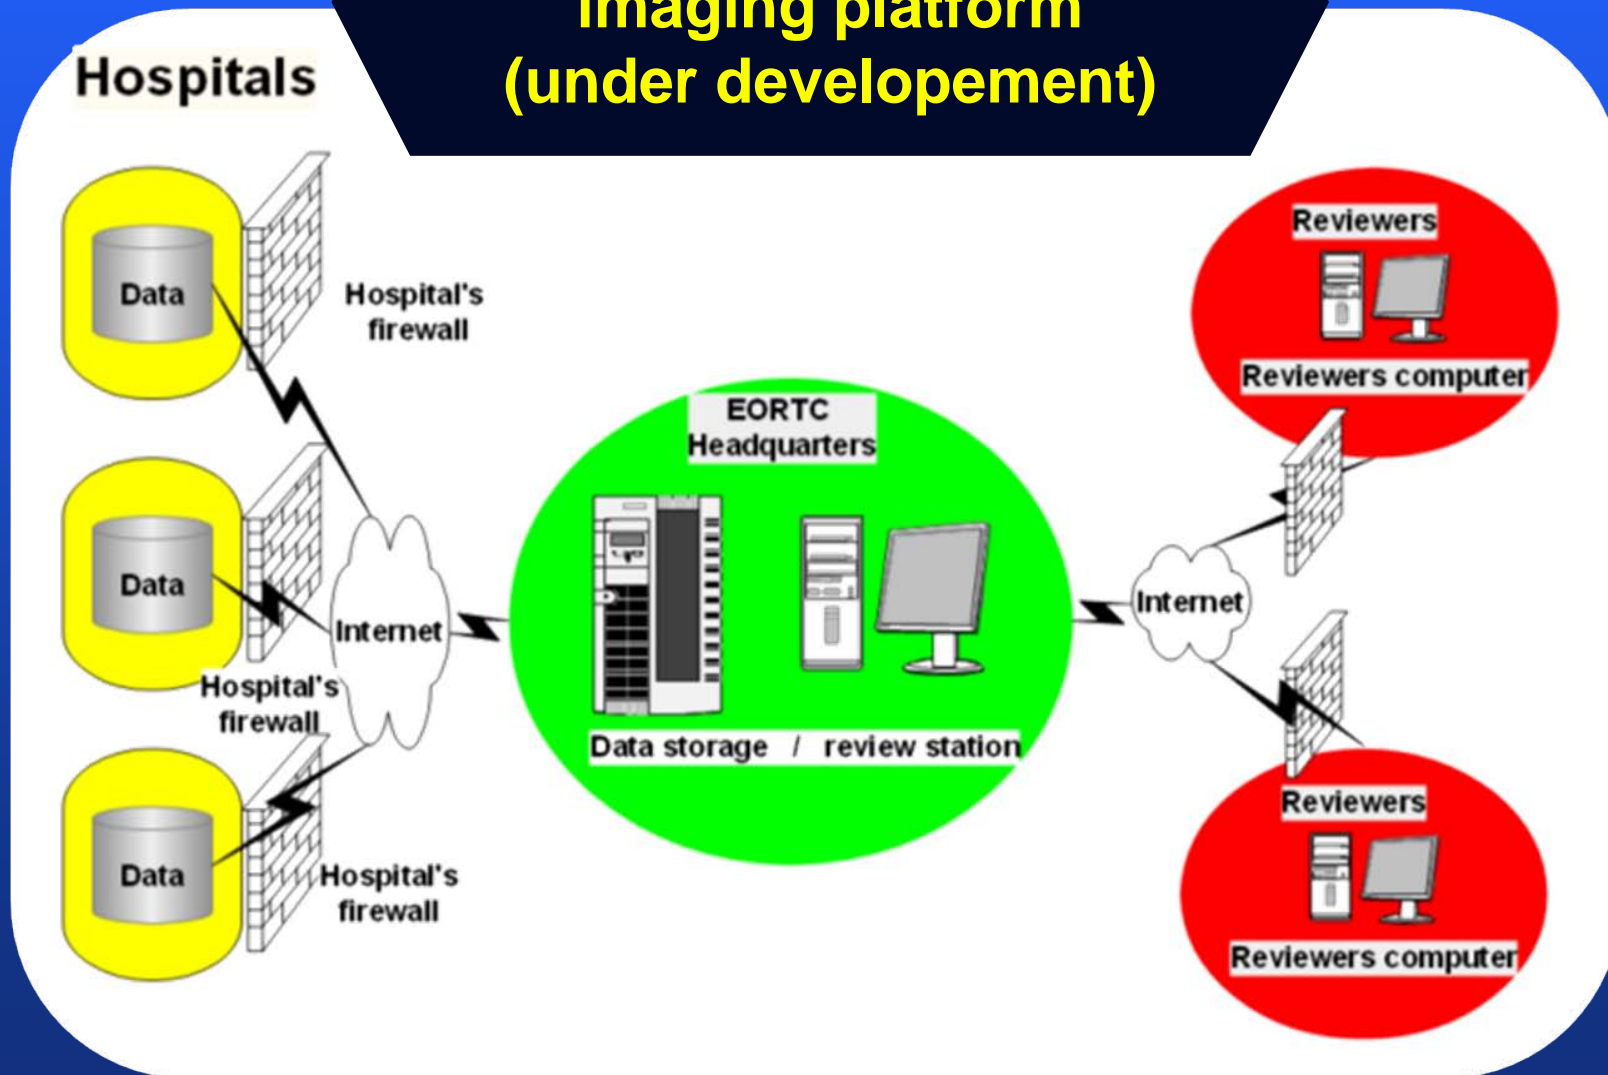 imaging platform
(under developement)
Hospitals
Data
Hospital's
firewall
Data
Hospital's
firewall
Data
Hospital's
firewall
Internet
EORTC
Headquarters
Data storage / review station
Internet
Reviewers
Reviewers computer
Reviewers
Reviewers computer